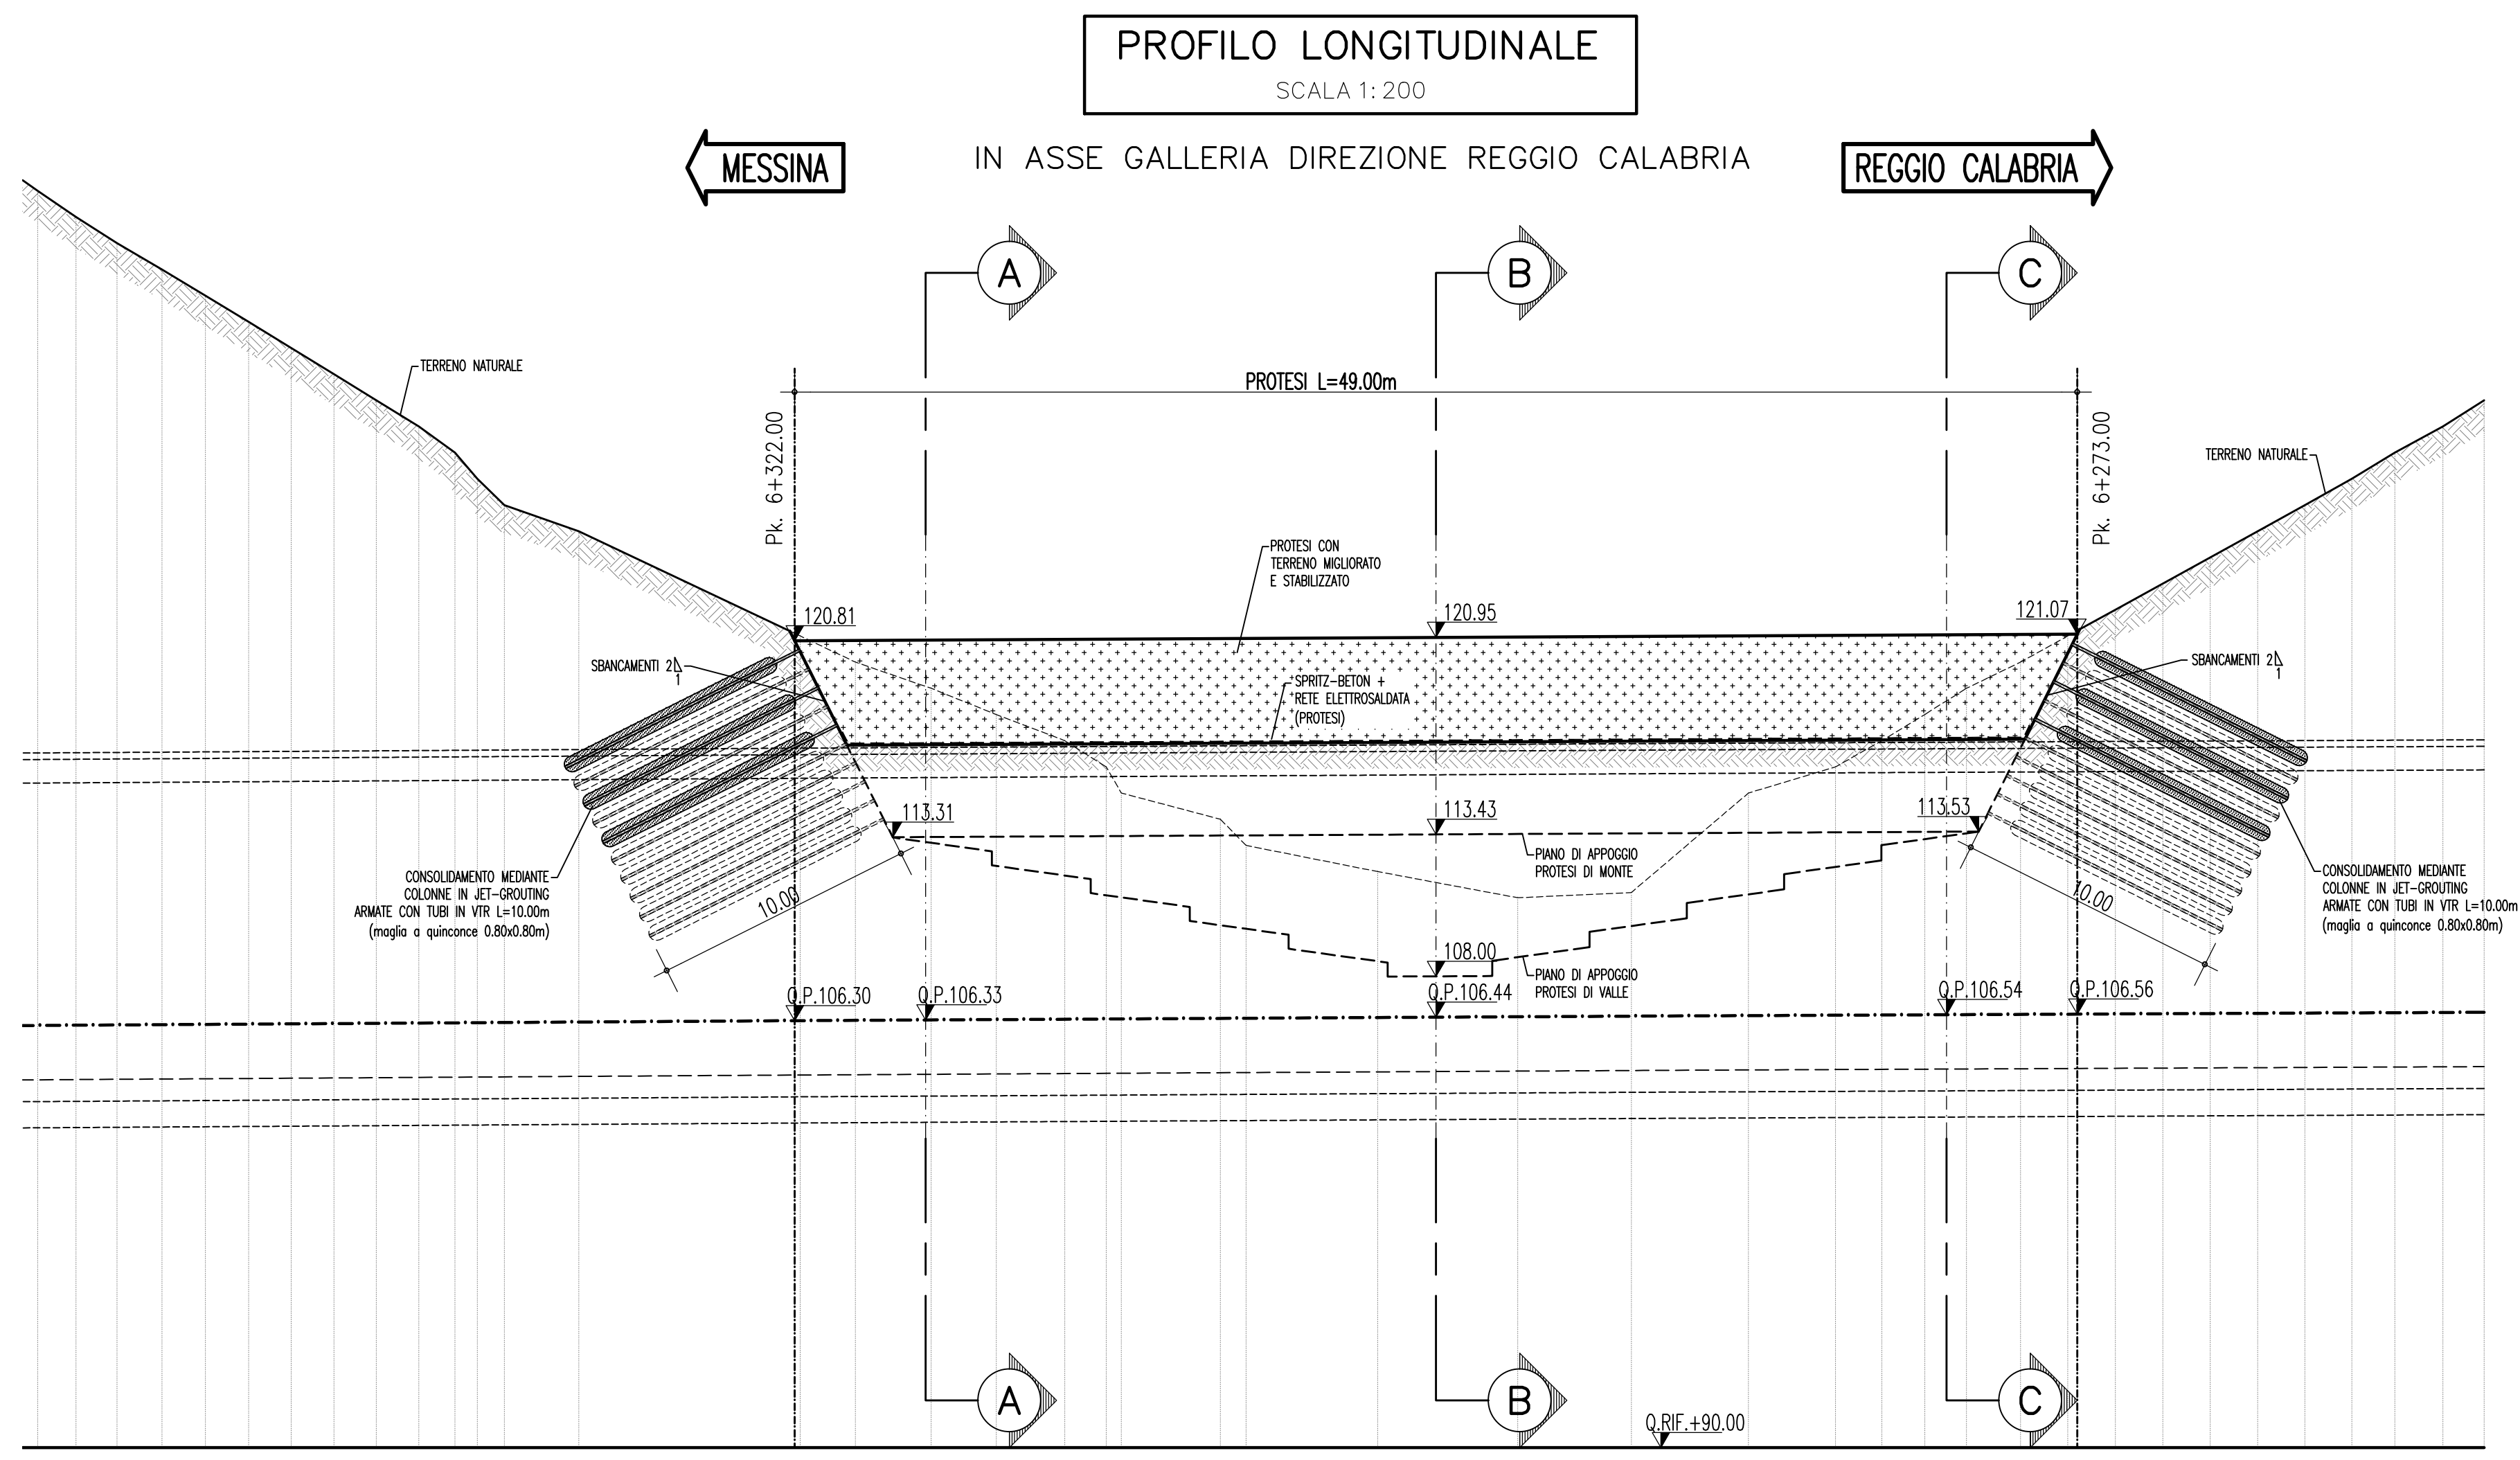 PROFILO LONGITUDINALE
SCALA 1:200
MESSINA
IN ASSE GALLERIA DIREZIONE REGGIO CALABRIA
REGGIO CALABRIA
A
B
C
TERRENO NATURALE
PROTESI L=49.00m
Pk. 6+322.00
Pk. 6+273.00
TERRENO NATURALE
PROTESI CON
TERRENO MIGLIORATO
E STABILIZZATO
120.81
120.95
121.07
SBANCAMENTI 2
1
SBANCAMENTI 2
1
SPRITZ-BETON +
RETE ELETTROSALDATA
(PROTESI)
113.31
113.43
113.53
PIANO DI APPOGGIO
PROTESI DI MONTE
CONSOLIDAMENTO MEDIANTE
COLONNE IN JET-GROUTING
ARMATE CON TUBI IN VTR L=10.00m
(maglia a quinconce 0.80x0.80m)
10.00
10.00
CONSOLIDAMENTO MEDIANTE
COLONNE IN JET-GROUTING
ARMATE CON TUBI IN VTR L=10.00m
(maglia a quinconce 0.80x0.80m)
108.00
PIANO DI APPOGGIO
PROTESI DI VALLE
Q.P.106.30
Q.P.106.33
Q.P.106.44
Q.P.106.54
Q.P.106.56
A
B
C
Q.RIF.+90.00